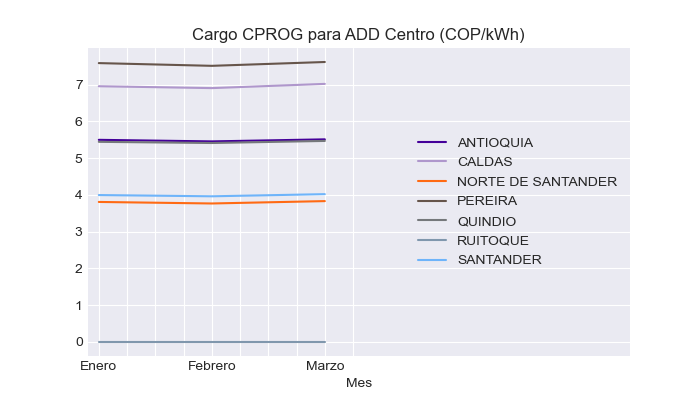 Cargo CPROG para ADD Centro (COP/kWh)
7
6
5
4
3
2
1
0
ANTIOQUIA
CALDAS
NORTE DE SANTANDER
PEREIRA
QUINDIO
RUITOQUE
SANTANDER
Enero Febrero Marzo
Mes